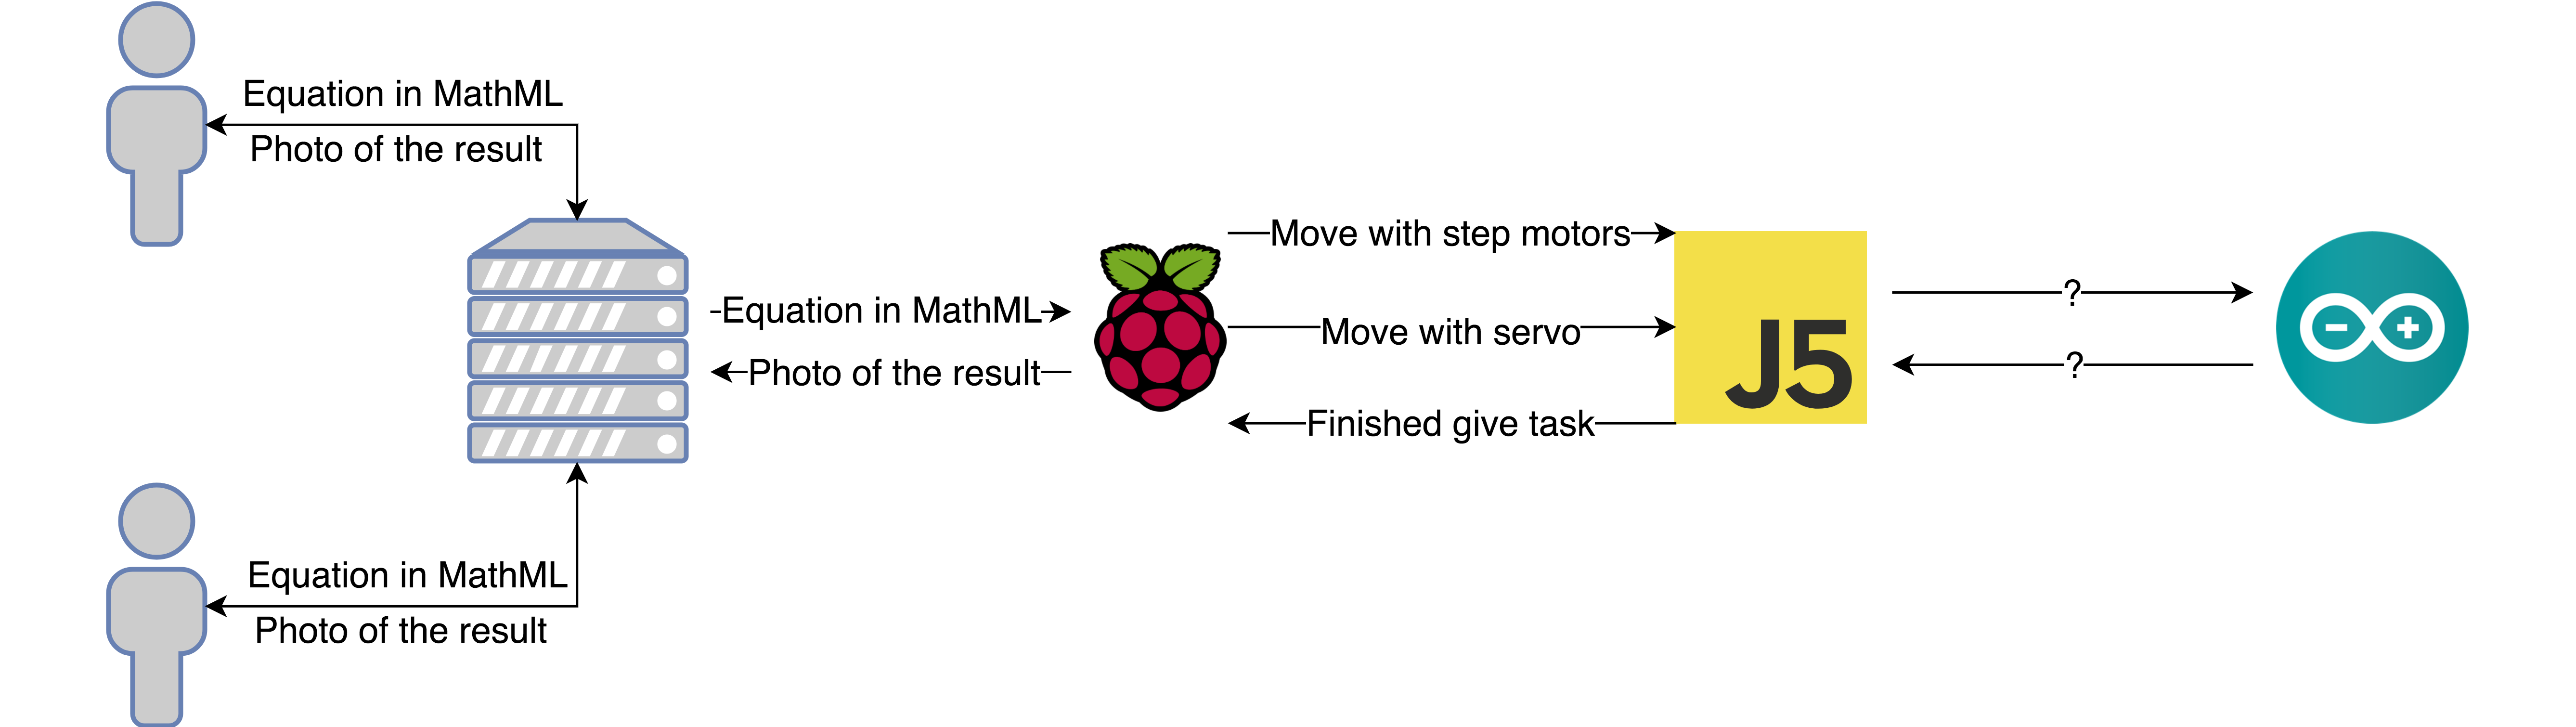 Equation in MathML
Photo of the result
Equation in MathML
Photo of the result
Move with step motors
Move with servo
Finished give task
J5
?
?
Equation in MathML
Photo of the result